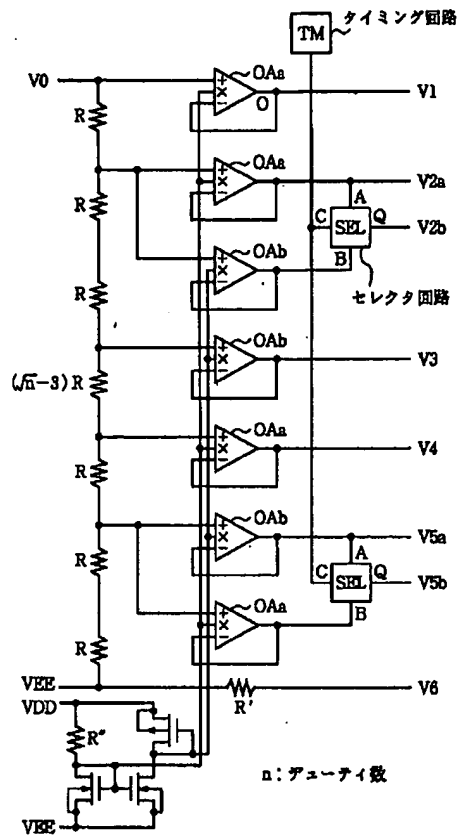 TM
タイミング回路
V0
OAa
+
×
−
O
V1
R
OAa
+
×
−
V2a
A
R
C
SEL
Q
V2b
OAb
+
×
−
B
セレクタ回路
R
OAb
+
×
−
V3
(√n−3)R
OAa
+
×
−
V4
R
OAb
+
×
−
V5a
A
R
C
SEL
Q
V5b
OAa
+
×
−
B
R
VEE
R'
V6
VDD
R"
n:デューティ数
VEE